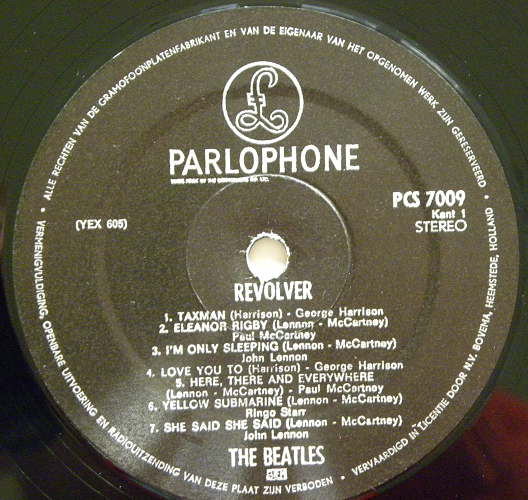 ALLE RECHTEN VAN DE GRAMOFOONPLATENFABRIKANT EN VAN DE EIGENAAR VAN HET OPGENOMEN WERK ZIJN GERESERVEERD •
£
PARLOPHONE
PCS 7009
Kant 1
STEREO
(YEX 605)
REVOLVER
1. TAXMAN (Harrison) - George Harrison
2. ELEANOR RIGBY (Lennon - McCartney)
Paul McCartney
3. I'M ONLY SLEEPING (Lennon - McCartney)
John Lennon
4. LOVE YOU TO (Harrison) - George Harrison
5. HERE, THERE AND EVERYWHERE
(Lennon - McCartney) - Paul McCartney
6. YELLOW SUBMARINE (Lennon - McCartney)
Ringo Starr
7. SHE SAID SHE SAID (Lennon - McCartney)
John Lennon
THE BEATLES
• VERMENIGVULDIGING, OPENBARE UITVOERING EN RADIOUITZENDING VAN DEZE PLAAT ZIJN VERBODEN •
VERVAARDIGD IN LICENTIE DOOR N.V. BOVEMA, HEEMSTEDE, HOLLAND